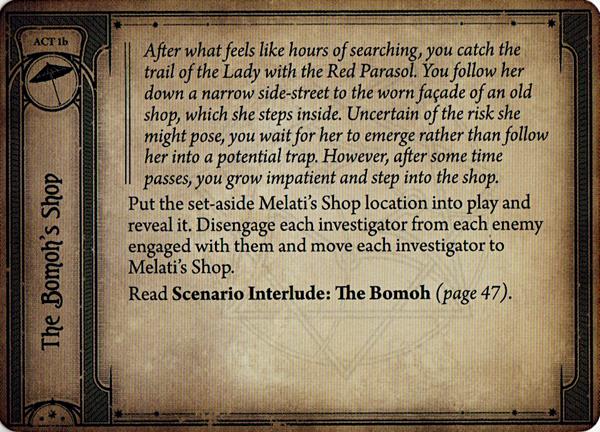 ACT 1b
The Bomoh's Shop
After what feels like hours of searching, you catch the
trail of the Lady with the Red Parasol. You follow her
down a narrow side-street to the worn façade of an old
shop, which she steps inside. Uncertain of the risk she
might pose, you wait for her to emerge rather than follow
her into a potential trap. However, after some time
passes, you grow impatient and step into the shop.
Put the set-aside Melati's Shop location into play and
reveal it. Disengage each investigator from each enemy
engaged with them and move each investigator to
Melati's Shop.
Read Scenario Interlude: The Bomoh (page 47).